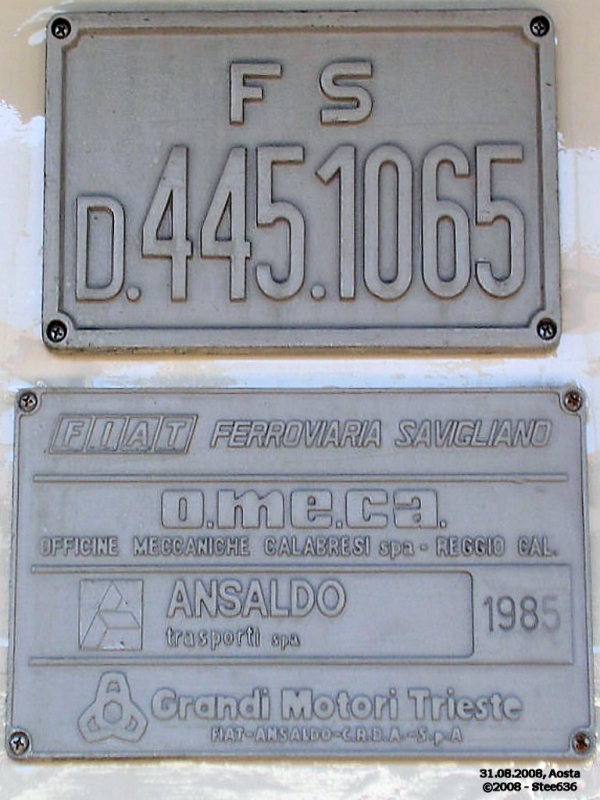 F S
D.445.1065
FIAT FERROVIARIA SAVIGLIANO
o.me.ca.
OFFICINE MECCANICHE CALABRESI spa - REGGIO CAL.
ANSALDO
trasporti spa
1985
Grandi Motori Trieste
FIAT-ANSALDO-C.R.D.A.-S.p.A
31.08.2008, Aosta
©2008 - Stee636